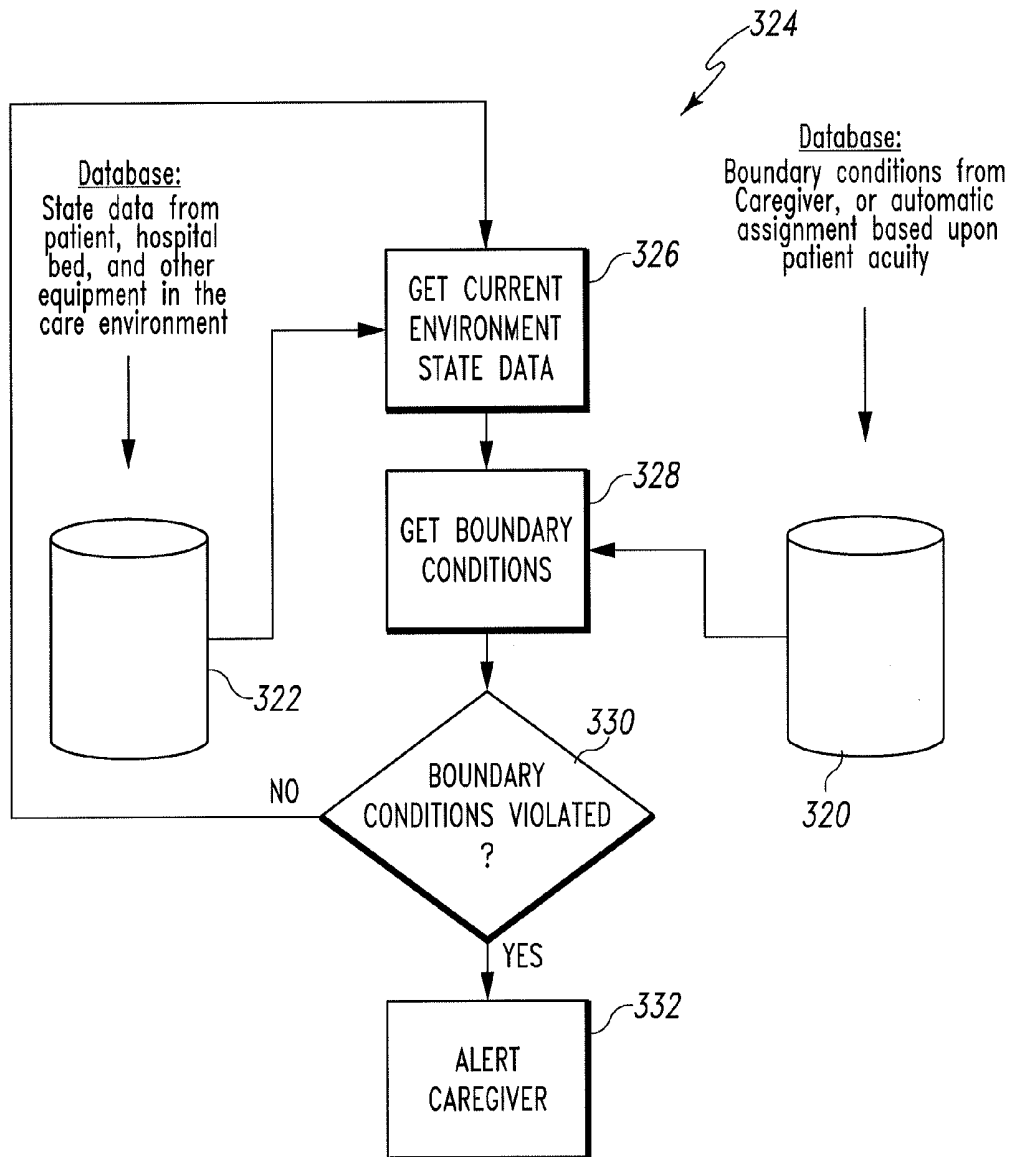 324
Database:
State data from
patient, hospital
bed, and other
equipment in the
care environment
Database:
Boundary conditions from
Caregiver, or automatic
assignment based upon
patient acuity
326
GET CURRENT
ENVIRONMENT
STATE DATA
328
GET BOUNDARY
CONDITIONS
322
320
330
BOUNDARY
CONDITIONS VIOLATED
?
NO
YES
332
ALERT
CAREGIVER